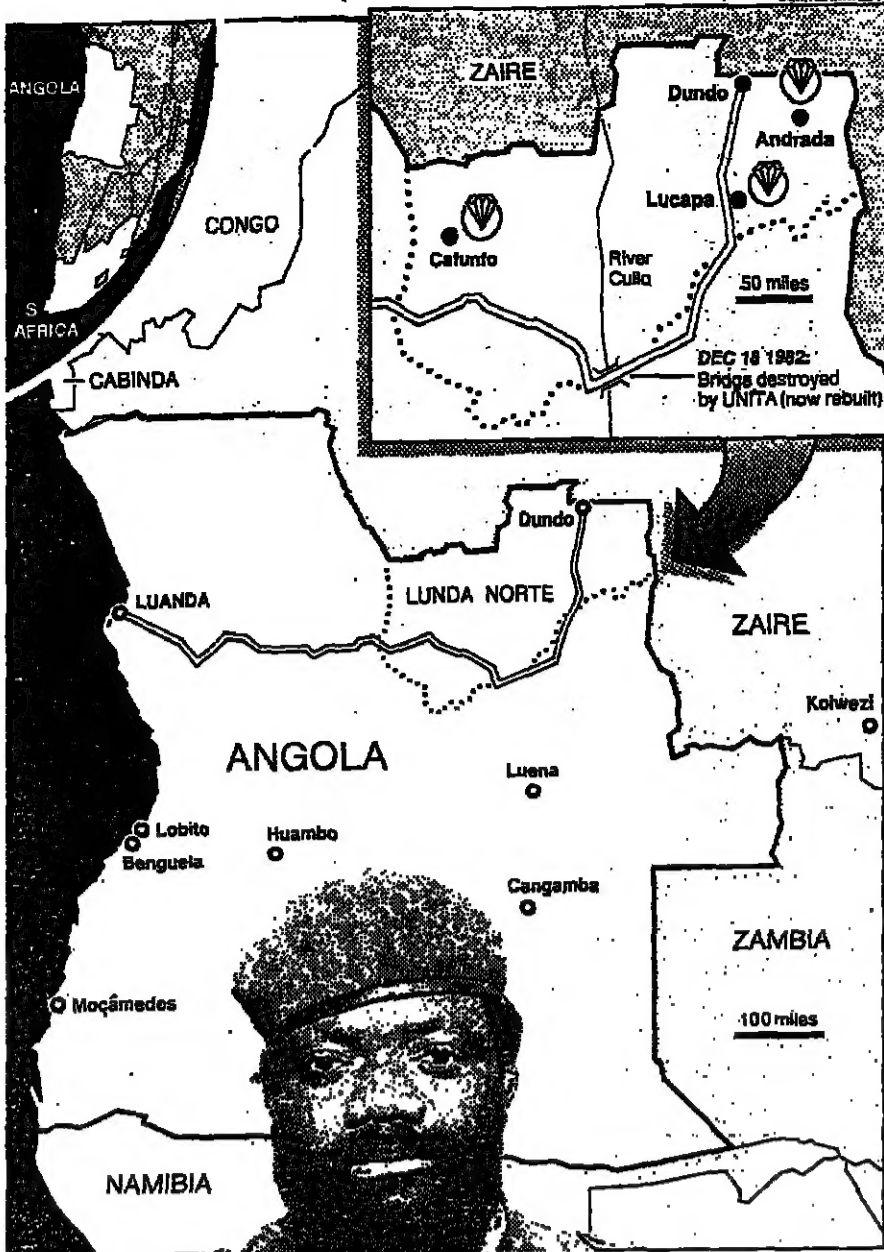 ANGOLA
S
AFRICA
CONGO
CABINDA
ZAIRE
Dundo
Andrada
Lucapa
Cafunfo
River
Cuilo
50 miles
DEC 18 1982:
Bridge destroyed
by UNITA (now rebuilt)
Dundo
LUANDA
LUNDA NORTE
ZAIRE
Kolwezi
ANGOLA
Luena
Lobito
Benguela
Huambo
Cangamba
ZAMBIA
Moçâmedes
100 miles
NAMIBIA